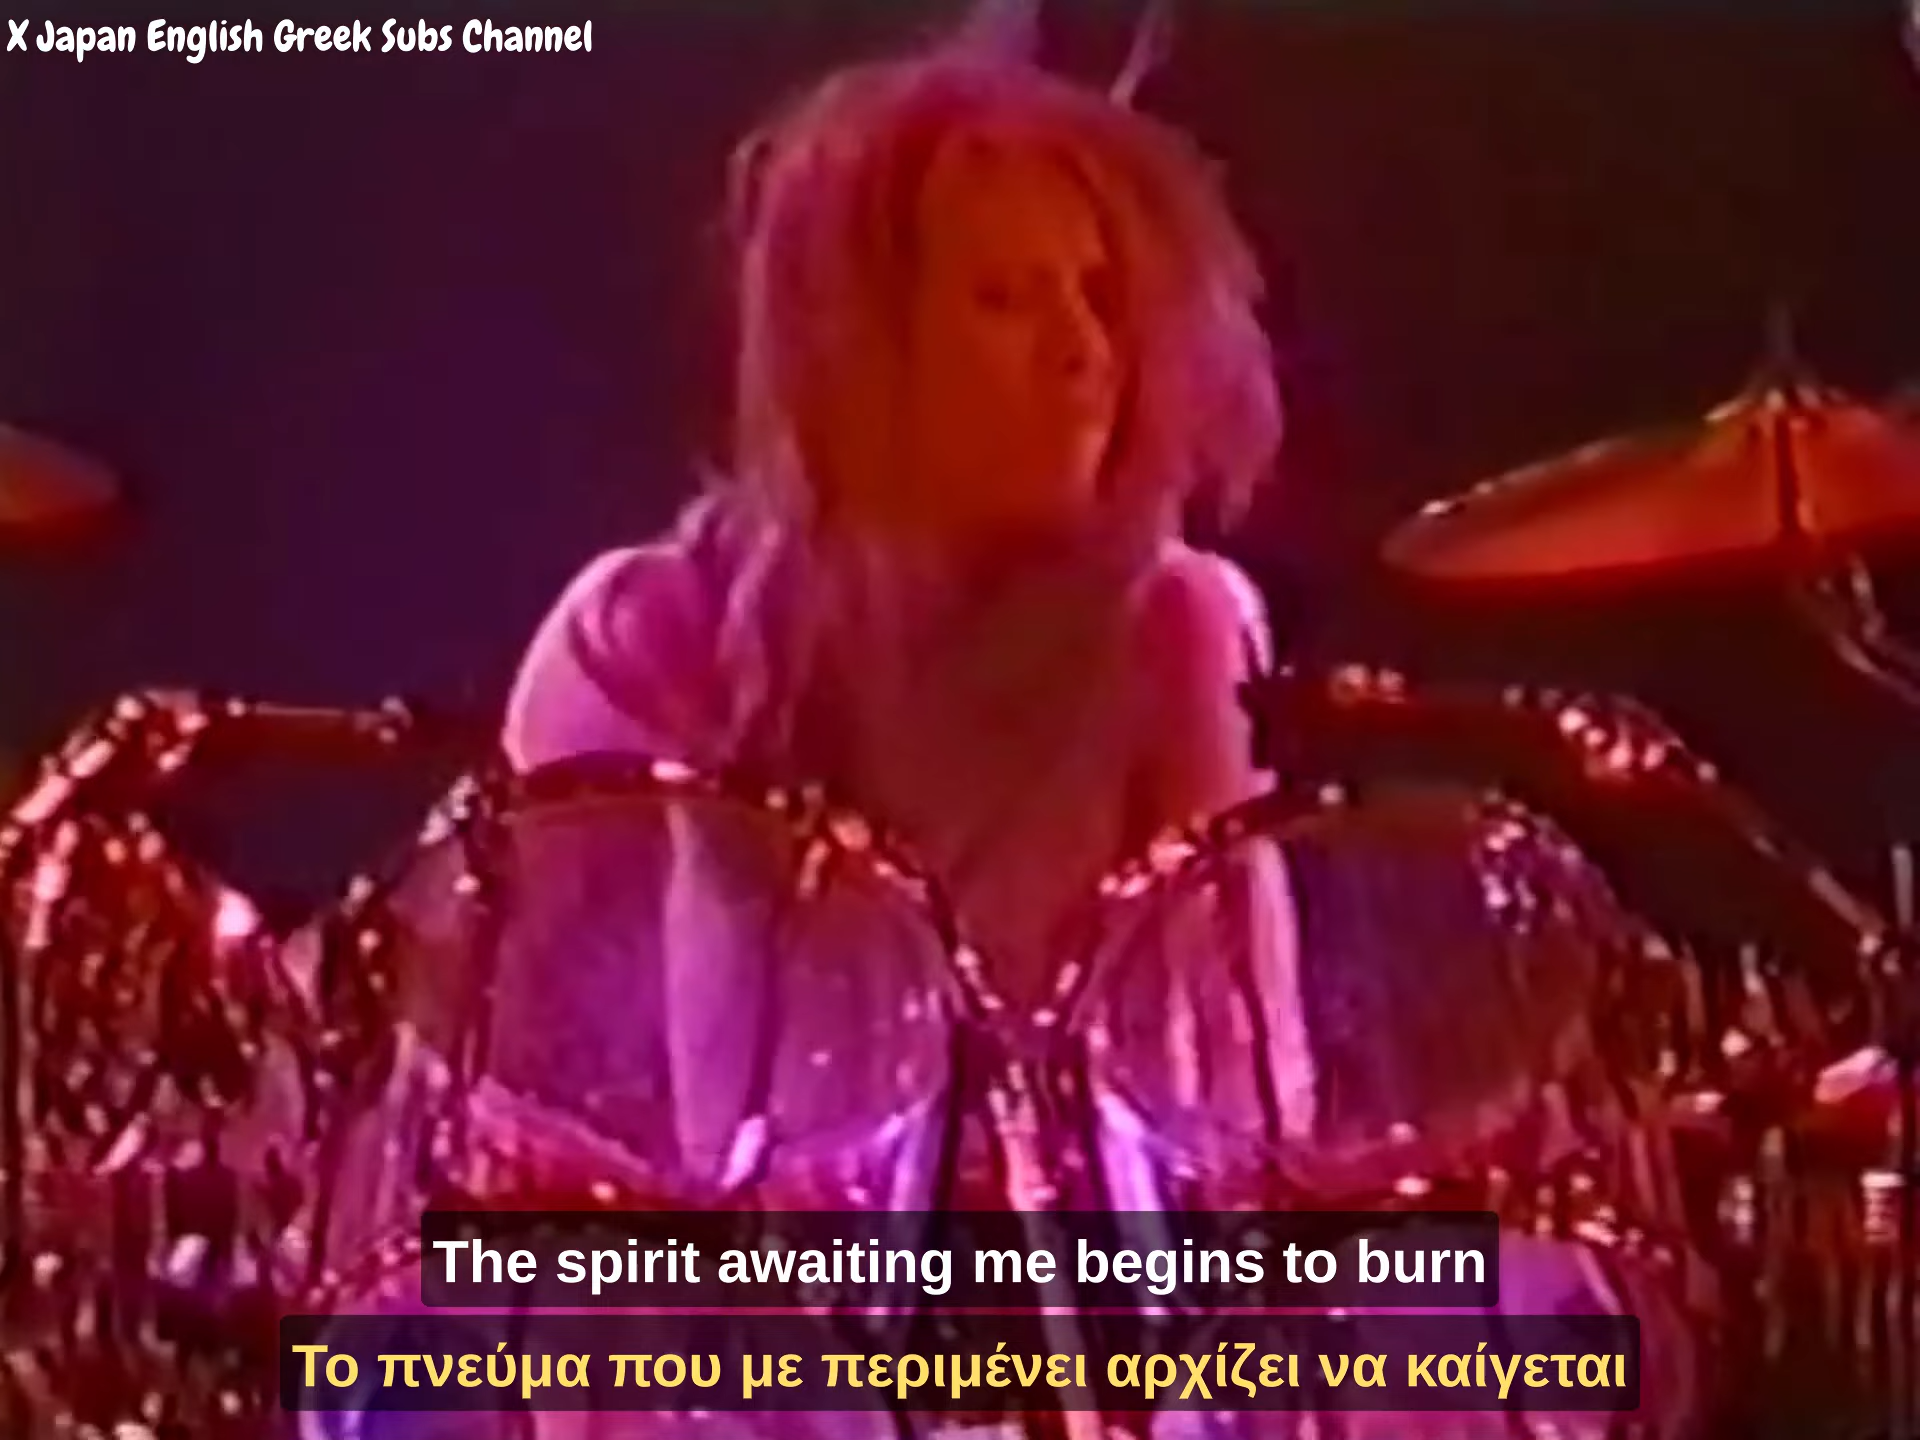 X Japan English Greek Subs Channel
The spirit awaiting me begins to burn
Το πνεύμα που με περιμένει αρχίζει να καίγεται